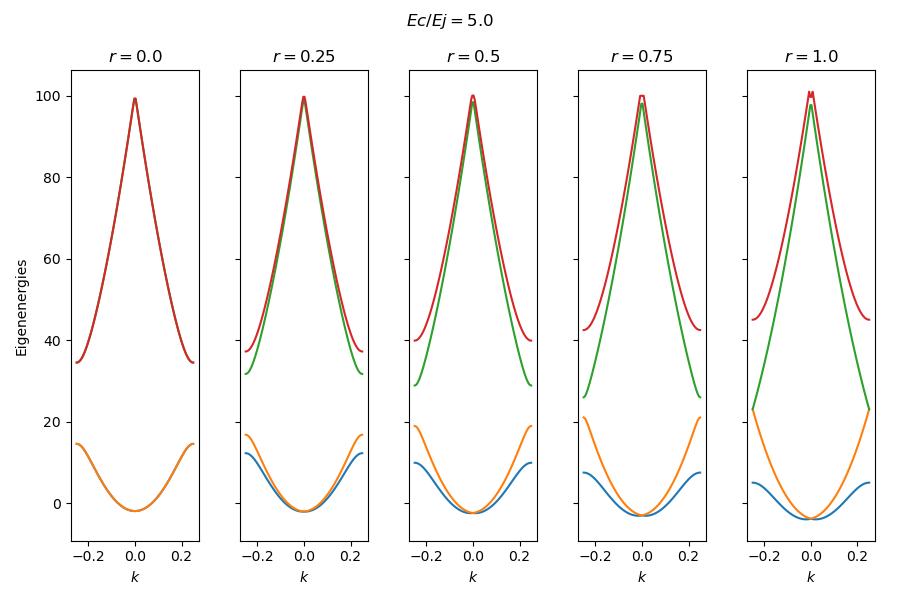 Ec/Ej = 5.0
r = 0.0
r = 0.25
r = 0.5
r = 0.75
r = 1.0
Eigenenergies
100
80
60
40
20
0
−0.2 0.0 0.2
−0.2 0.0 0.2
−0.2 0.0 0.2
−0.2 0.0 0.2
−0.2 0.0 0.2
k
k
k
k
k